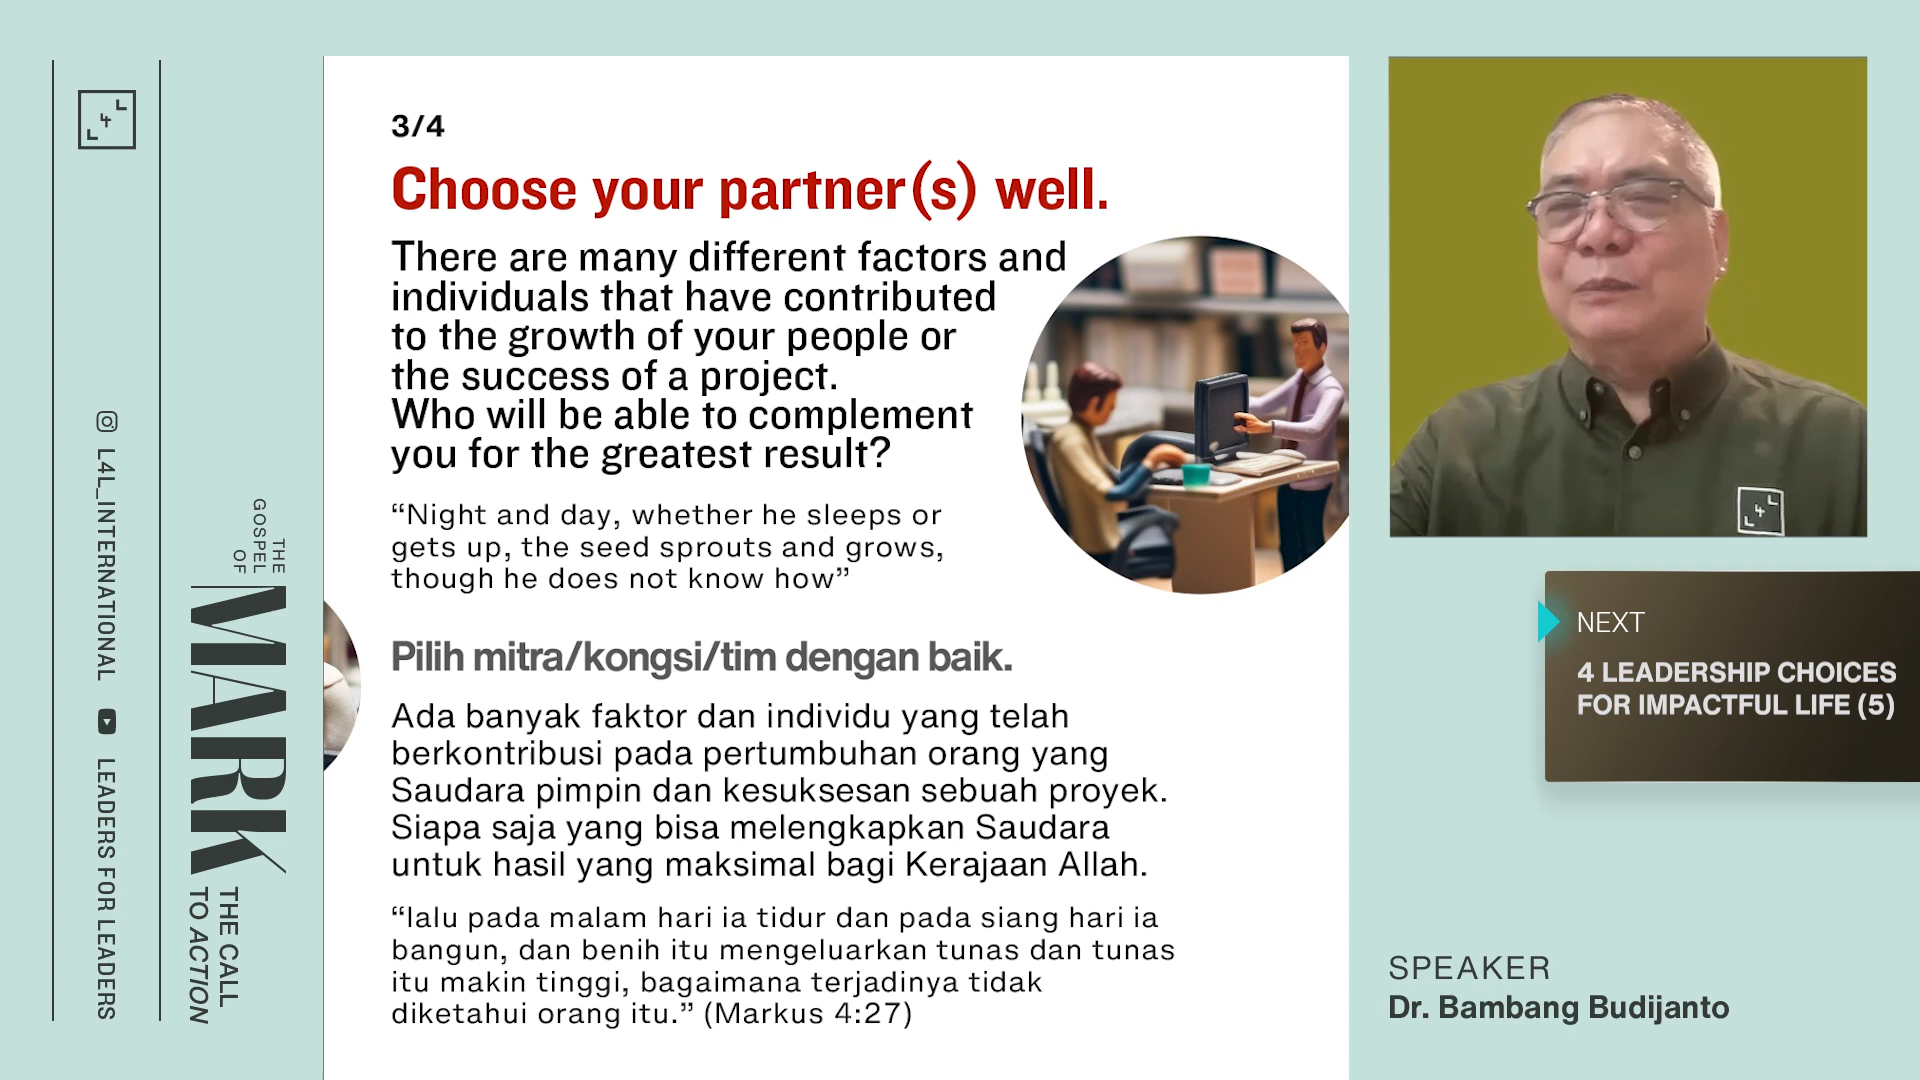 L4L_INTERNATIONAL
LEADERS FOR LEADERS
THE
GOSPEL
OF
MARK
THE CALL
TO ACTION
3/4
Choose your partner(s) well.
There are many different factors and
individuals that have contributed
to the growth of your people or
the success of a project.
Who will be able to complement
you for the greatest result?
“Night and day, whether he sleeps or
gets up, the seed sprouts and grows,
though he does not know how”
Pilih mitra/kongsi/tim dengan baik.
Ada banyak faktor dan individu yang telah
berkontribusi pada pertumbuhan orang yang
Saudara pimpin dan kesuksesan sebuah proyek.
Siapa saja yang bisa melengkapkan Saudara
untuk hasil yang maksimal bagi Kerajaan Allah.
“lalu pada malam hari ia tidur dan pada siang hari ia
bangun, dan benih itu mengeluarkan tunas dan tunas
itu makin tinggi, bagaimana terjadinya tidak
diketahui orang itu.” (Markus 4:27)
NEXT
4 LEADERSHIP CHOICES
FOR IMPACTFUL LIFE (5)
SPEAKER
Dr. Bambang Budijanto